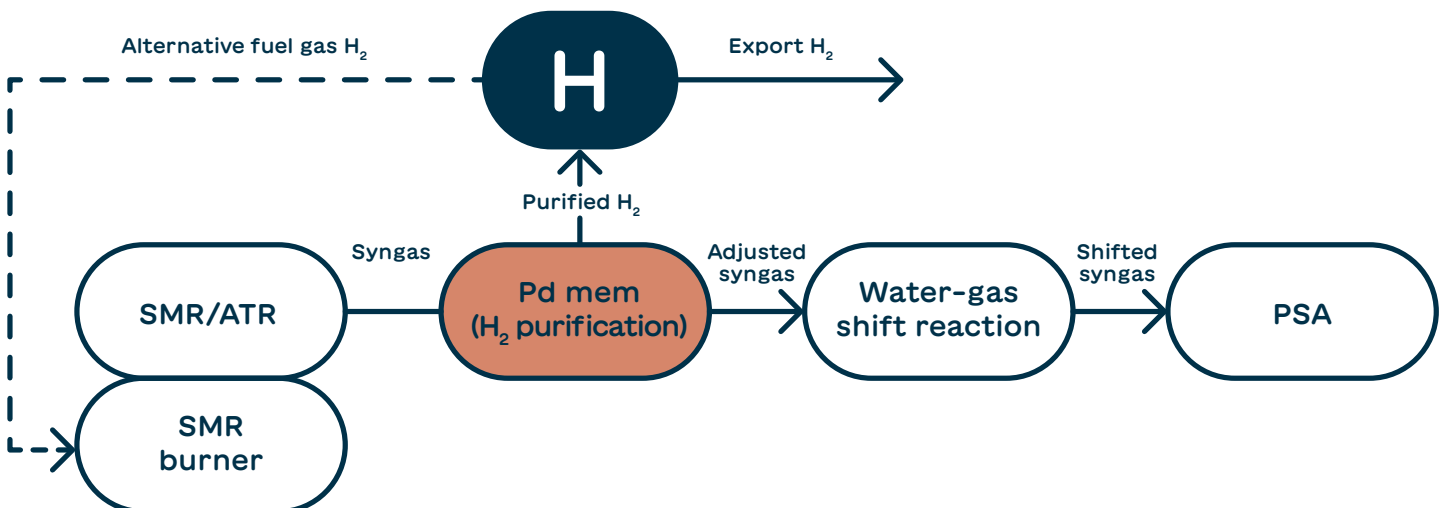 Alternative fuel gas H₂
H
Export H₂
Purified H₂
Syngas
Adjusted
syngas
Shifted
syngas
SMR/ATR
Pd mem
(H₂ purification)
Water-gas
shift reaction
PSA
SMR
burner